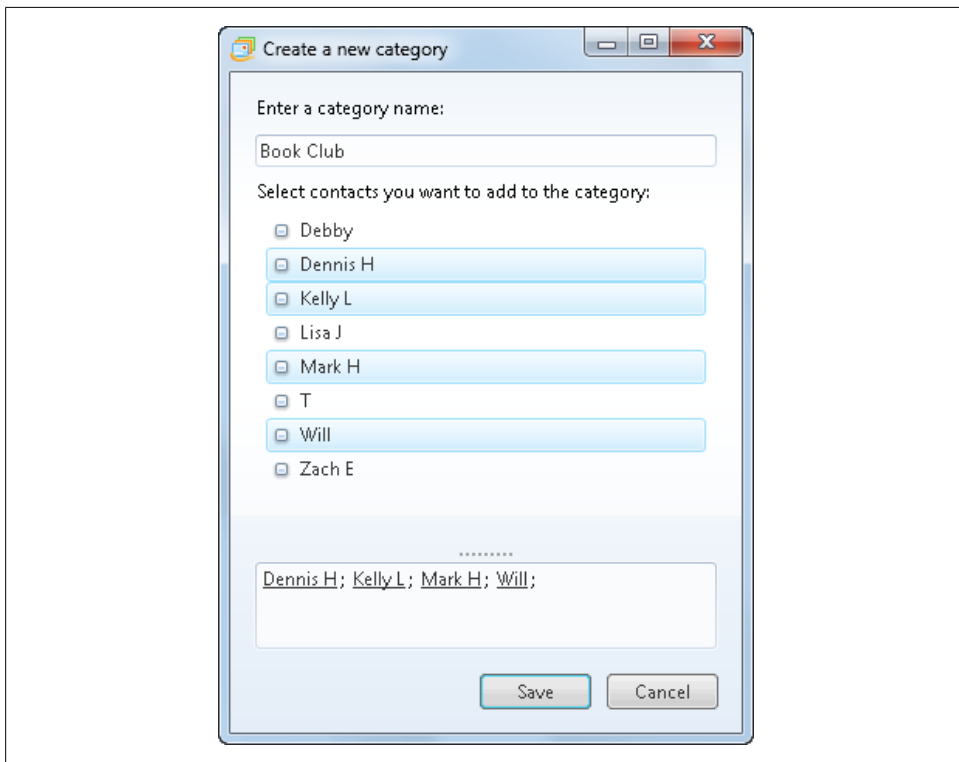 Create a new category
Enter a category name:
Book Club
Select contacts you want to add to the category:
Debby
Dennis H
Kelly L
Lisa J
Mark H
T
Will
Zach E
Dennis H; Kelly L; Mark H; Will;
Save Cancel